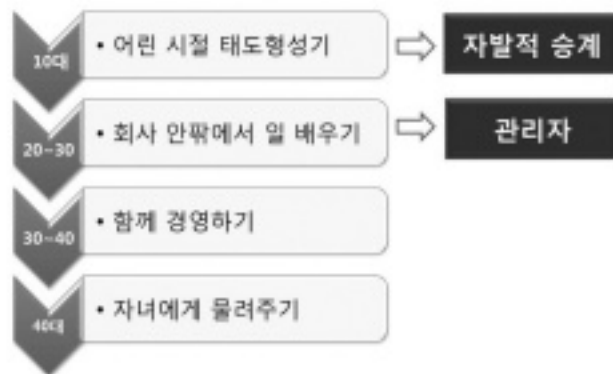 10대
• 어린 시절 태도형성기
자발적 승계
20~30
• 회사 안팎에서 일 배우기
관리자
30~40
• 함께 경영하기
40대
• 자녀에게 물려주기